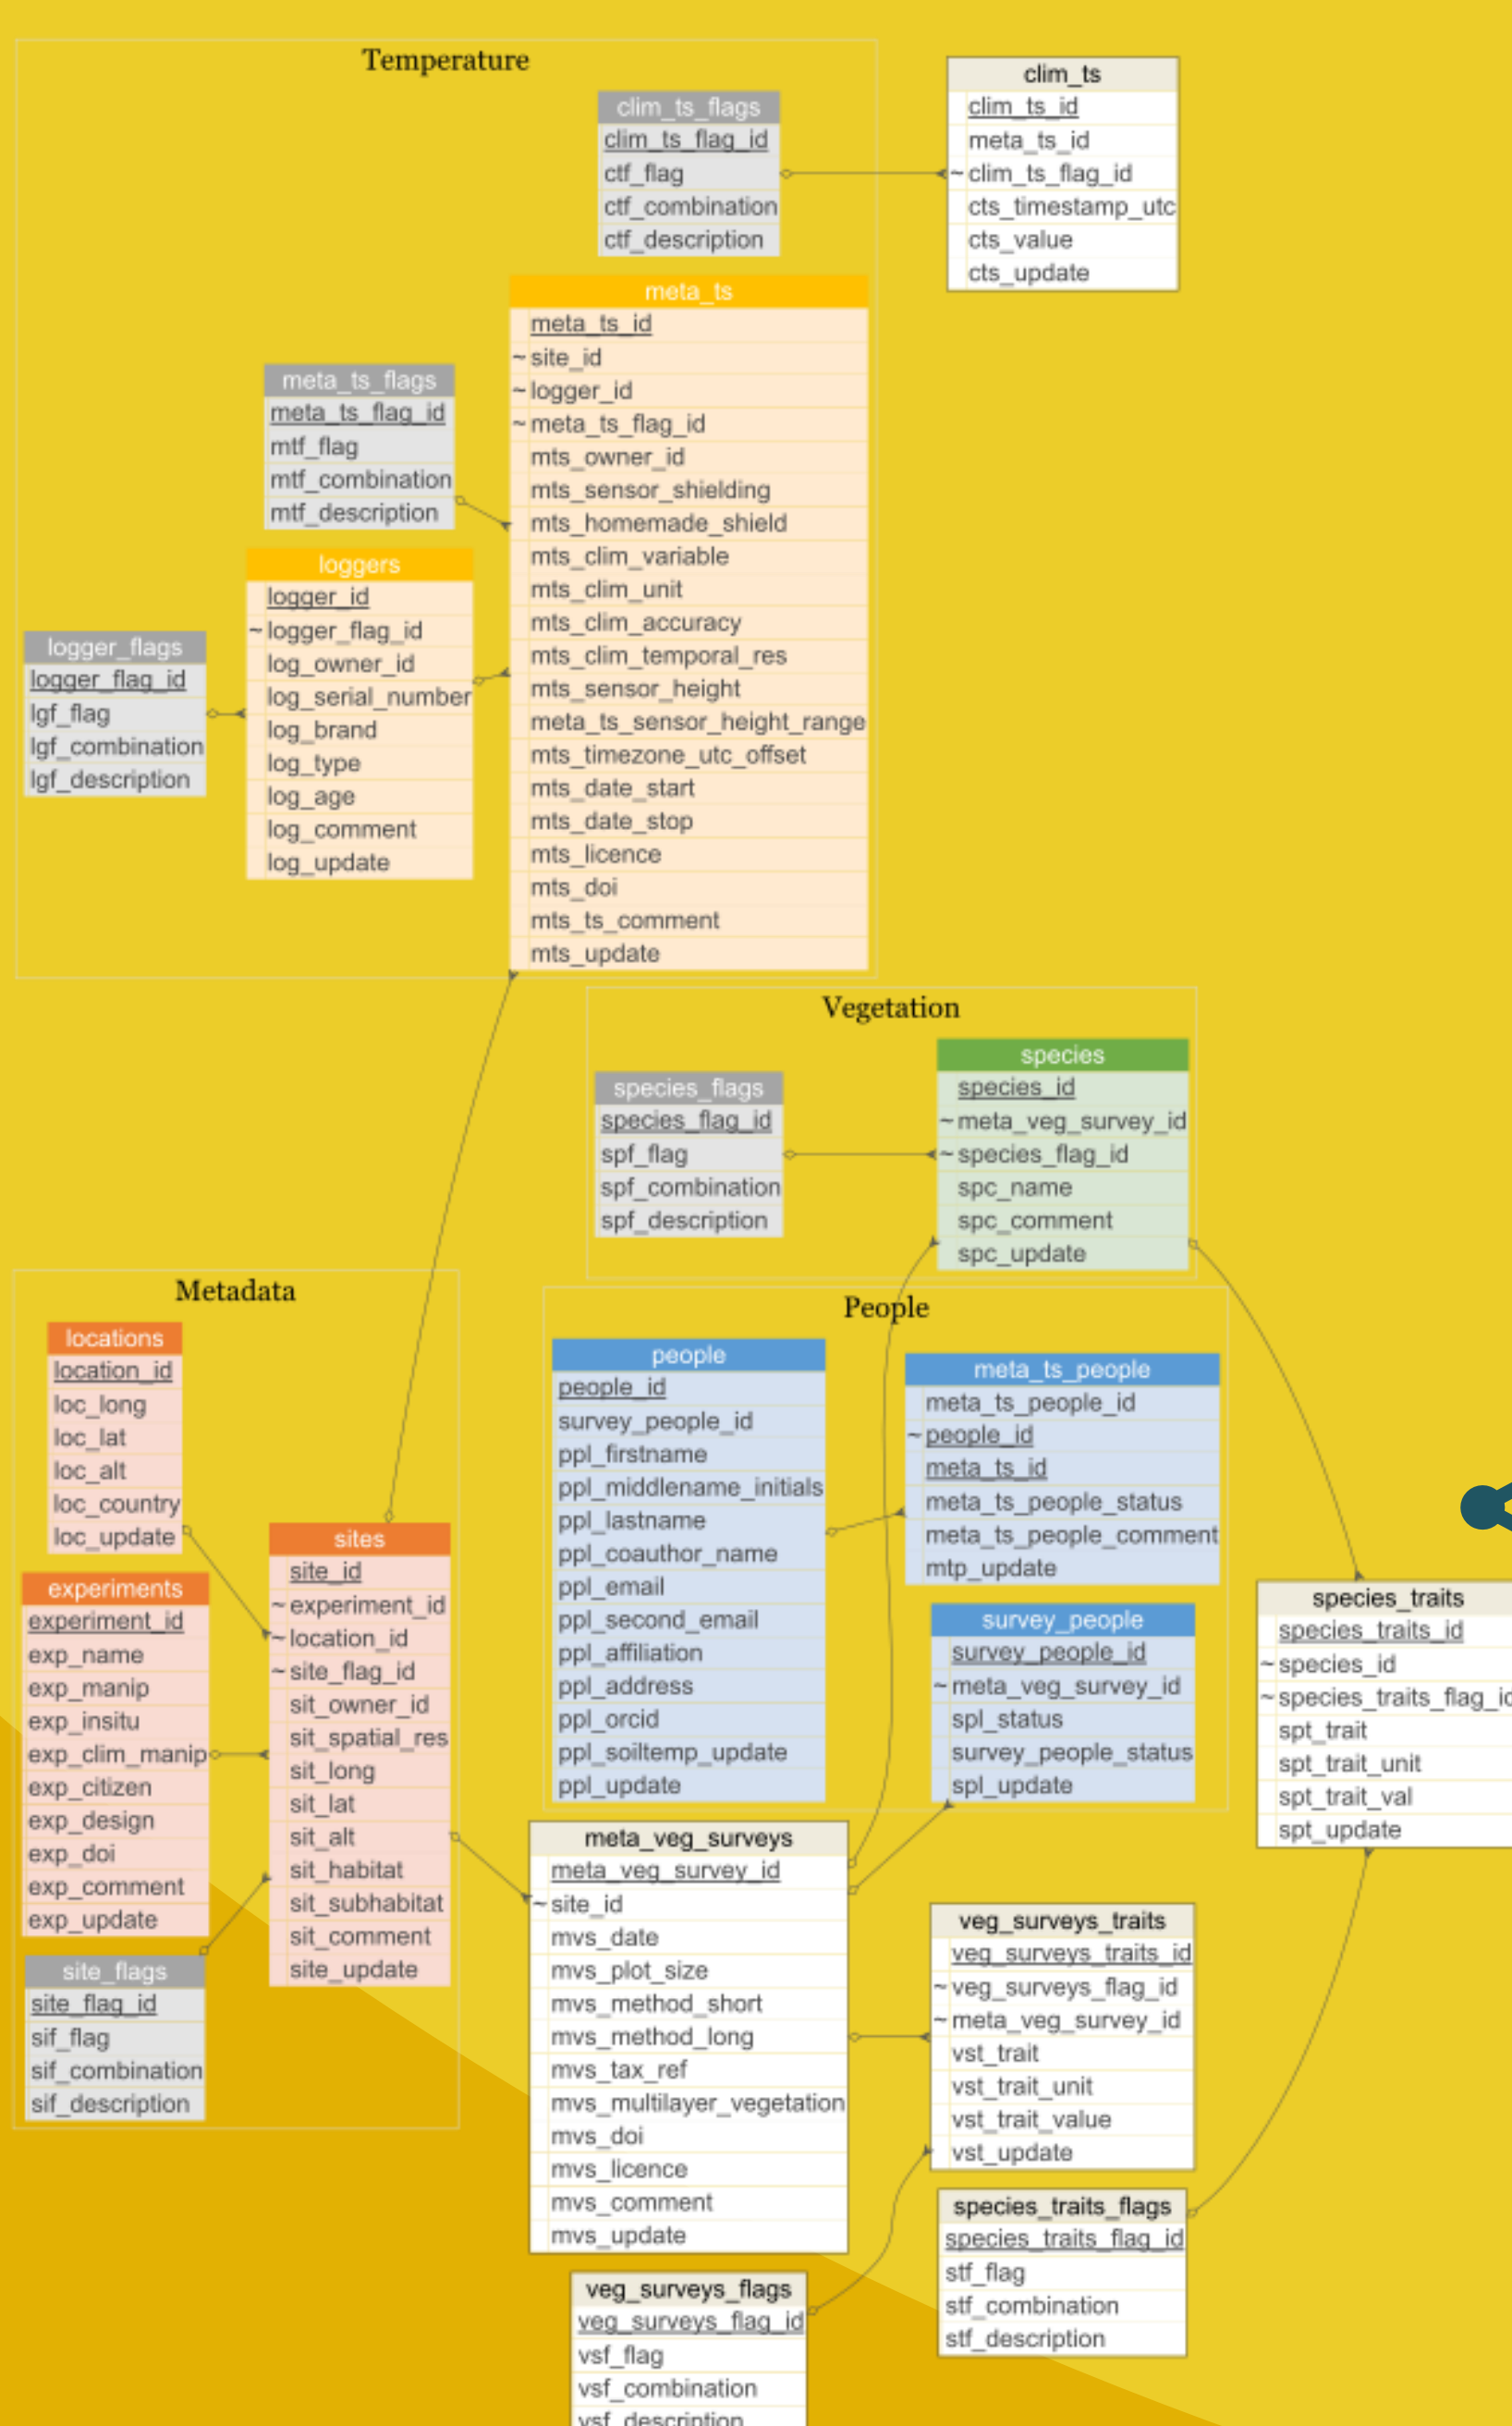 Temperature
clim_ts_flags
clim_ts_flag_id
ctf_flag
ctf_combination
ctf_description
clim_ts
clim_ts_id
meta_ts_id
~clim_ts_flag_id
cts_timestamp_utc
cts_value
cts_update
meta_ts
meta_ts_id
~site_id
~logger_id
~meta_ts_flag_id
mts_owner_id
mts_sensor_shielding
mts_homemade_shield
mts_clim_variable
mts_clim_unit
mts_clim_accuracy
mts_clim_temporal_res
mts_sensor_height
meta_ts_sensor_height_range
mts_timezone_utc_offset
mts_date_start
mts_date_stop
mts_licence
mts_doi
mts_ts_comment
mts_update
meta_ts_flags
meta_ts_flag_id
mtf_flag
mtf_combination
mtf_description
loggers
logger_id
~logger_flag_id
log_owner_id
log_serial_number
log_brand
log_type
log_age
log_comment
log_update
logger_flags
logger_flag_id
lgf_flag
lgf_combination
lgf_description
Vegetation
species_flags
species_flag_id
spf_flag
spf_combination
spf_description
species
species_id
~meta_veg_survey_id
~species_flag_id
spc_name
spc_comment
spc_update
Metadata
locations
location_id
loc_long
loc_lat
loc_alt
loc_country
loc_update
experiments
experiment_id
exp_name
exp_manip
exp_insitu
exp_clim_manip
exp_citizen
exp_design
exp_doi
exp_comment
exp_update
site_flags
site_flag_id
sif_flag
sif_combination
sif_description
sites
site_id
~experiment_id
~location_id
~site_flag_id
sit_owner_id
sit_spatial_res
sit_long
sit_lat
sit_alt
sit_habitat
sit_subhabitat
sit_comment
site_update
People
people
people_id
survey_people_id
ppl_firstname
ppl_middlename_initials
ppl_lastname
ppl_coauthor_name
ppl_email
ppl_second_email
ppl_affiliation
ppl_address
ppl_orcid
ppl_soiltemp_update
ppl_update
meta_ts_people
meta_ts_people_id
~people_id
meta_ts_id
meta_ts_people_status
meta_ts_people_comment
mtp_update
survey_people
survey_people_id
~meta_veg_survey_id
spl_status
survey_people_status
spl_update
species_traits
species_traits_id
~species_id
~species_traits_flag_id
spt_trait
spt_trait_unit
spt_trait_val
spt_update
meta_veg_surveys
meta_veg_survey_id
~site_id
mvs_date
mvs_plot_size
mvs_method_short
mvs_method_long
mvs_tax_ref
mvs_multilayer_vegetation
mvs_doi
mvs_licence
mvs_comment
mvs_update
veg_surveys_traits
veg_surveys_traits_id
~veg_surveys_flag_id
~meta_veg_survey_id
vst_trait
vst_trait_unit
vst_trait_value
vst_update
species_traits_flags
species_traits_flag_id
stf_flag
stf_combination
stf_description
veg_surveys_flags
veg_surveys_flag_id
vsf_flag
vsf_combination
vsf_description